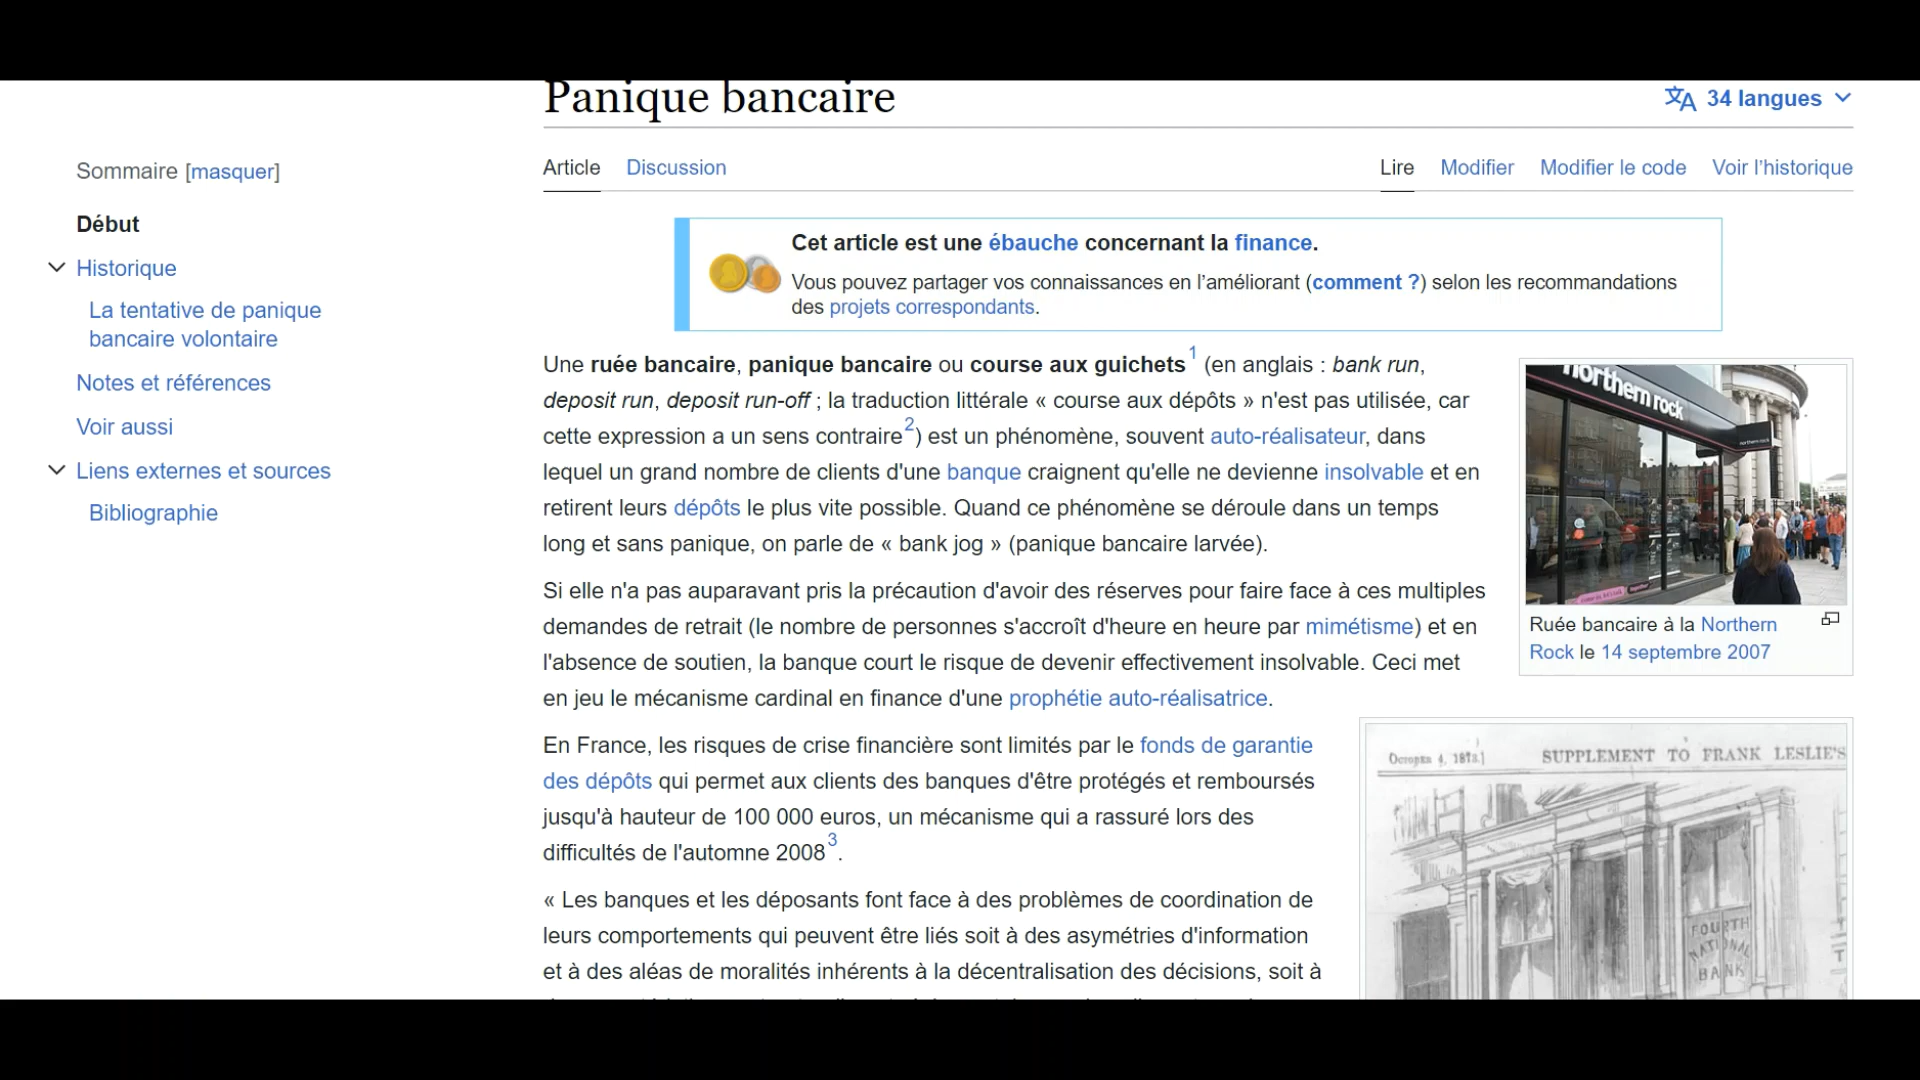 Panique bancaire
34 langues
Sommaire [masquer]
Début
Historique
La tentative de panique
bancaire volontaire
Notes et références
Voir aussi
Liens externes et sources
Bibliographie
Article Discussion Lire Modifier Modifier le code Voir l’historique
Cet article est une ébauche concernant la finance.
Vous pouvez partager vos connaissances en l’améliorant (comment ?) selon les recommandations
des projets correspondants.
Une ruée bancaire, panique bancaire ou course aux guichets1 (en anglais : bank run,
deposit run, deposit run-off ; la traduction littérale « course aux dépôts » n'est pas utilisée, car
cette expression a un sens contraire2) est un phénomène, souvent auto-réalisateur, dans
lequel un grand nombre de clients d'une banque craignent qu'elle ne devienne insolvable et en
retirent leurs dépôts le plus vite possible. Quand ce phénomène se déroule dans un temps
long et sans panique, on parle de « bank jog » (panique bancaire larvée).
Si elle n'a pas auparavant pris la précaution d'avoir des réserves pour faire face à ces multiples
demandes de retrait (le nombre de personnes s'accroît d'heure en heure par mimétisme) et en
l'absence de soutien, la banque court le risque de devenir effectivement insolvable. Ceci met
en jeu le mécanisme cardinal en finance d'une prophétie auto-réalisatrice.
En France, les risques de crise financière sont limités par le fonds de garantie
des dépôts qui permet aux clients des banques d'être protégés et remboursés
jusqu'à hauteur de 100 000 euros, un mécanisme qui a rassuré lors des
difficultés de l'automne 20083.
« Les banques et les déposants font face à des problèmes de coordination de
leurs comportements qui peuvent être liés soit à des asymétries d'information
et à des aléas de moralités inhérents à la décentralisation des décisions, soit à
northern rock
northern rock
Ruée bancaire à la Northern
Rock le 14 septembre 2007
October 4, 1873.] SUPPLEMENT TO FRANK LESLIE'S
FOURTH
NATIONAL
BANK